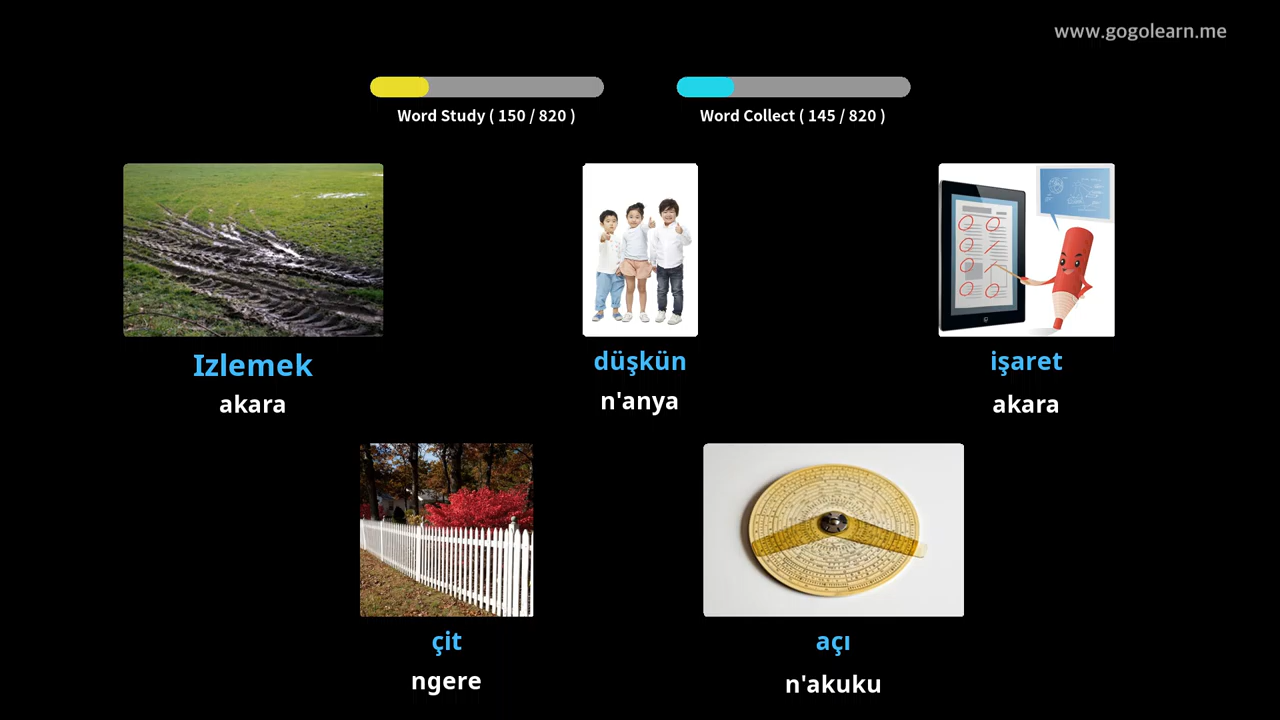 www.gogolearn.me
Word Study ( 150 / 820 )
Word Collect ( 145 / 820 )
Izlemek
akara
düşkün
n'anya
işaret
akara
çit
ngere
açı
n'akuku